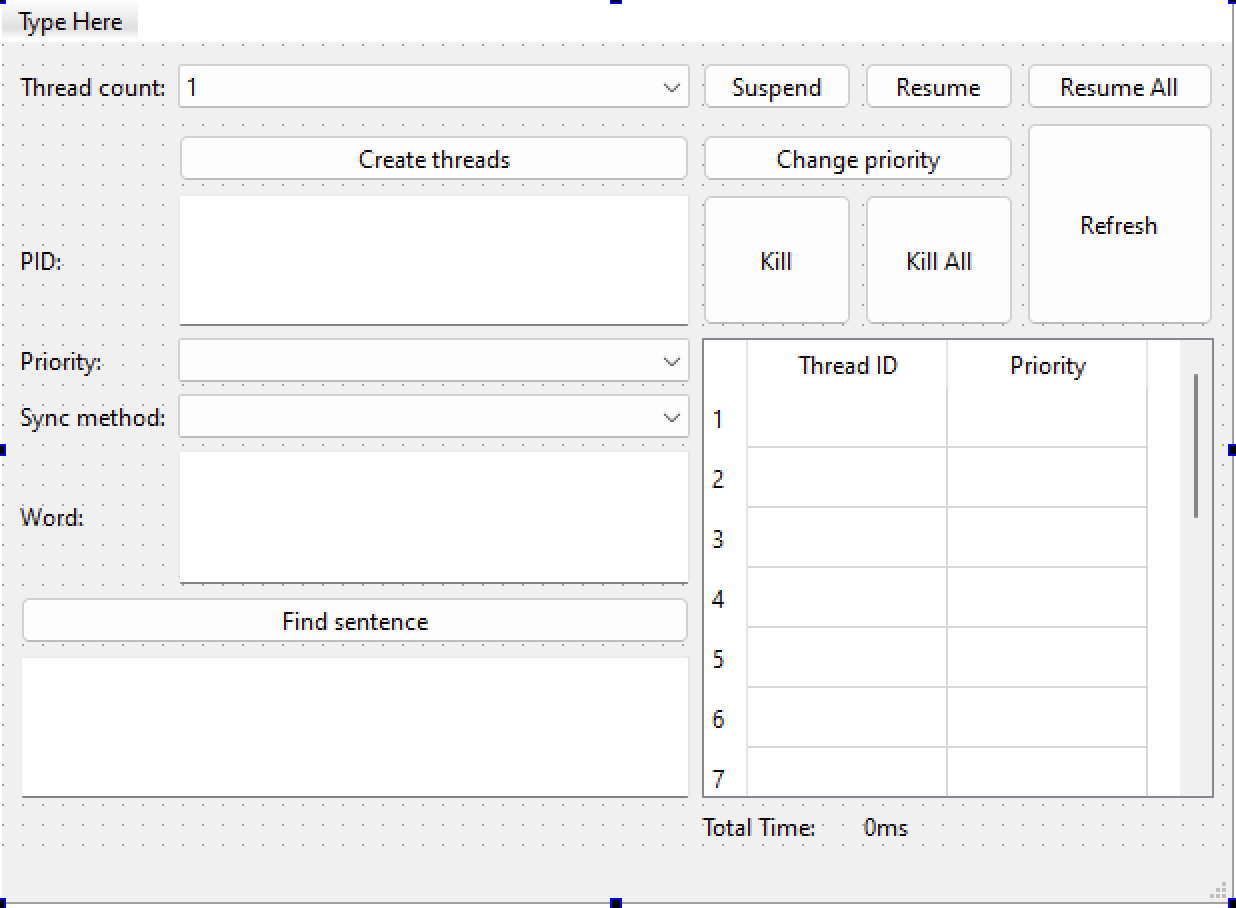 Type Here
Thread count: 1 Suspend Resume Resume All
Create threads Change priority
Refresh
PID: Kill Kill All
Priority: Thread ID Priority
Sync method: 1
2
Word: 3
4
Find sentence 5
6
7
Total Time: 0ms